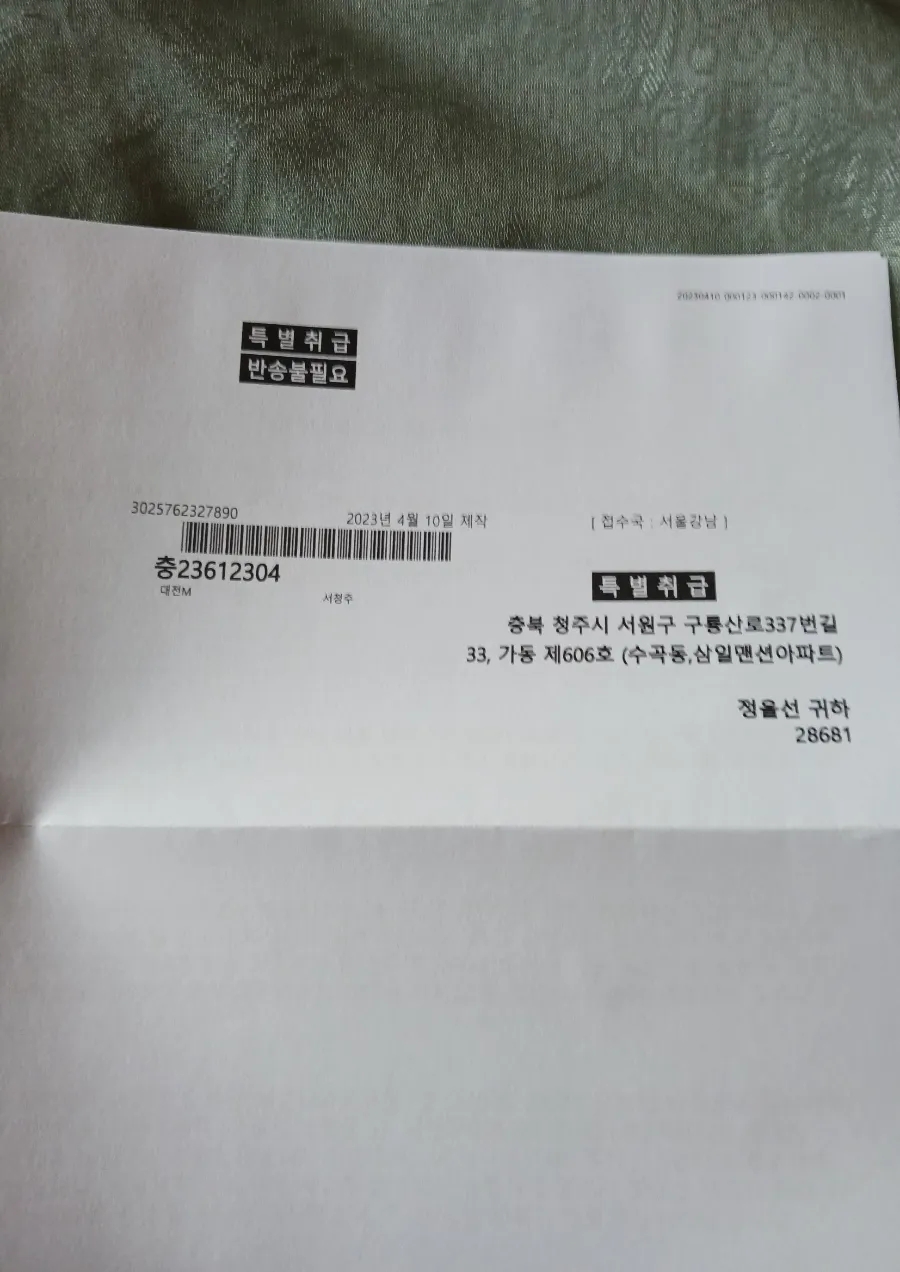 20230410 000123 000142 0002-0001
특별취급
반송불필요
3025762327890
2023년 4월 10일 제작
[ 접수국 : 서울강남 ]
충23612304
대전M
서청주
특별취급
충북 청주시 서원구 구룡산로337번길
33, 가동 제606호 (수곡동,삼일맨션아파트)
정율선 귀하
28681